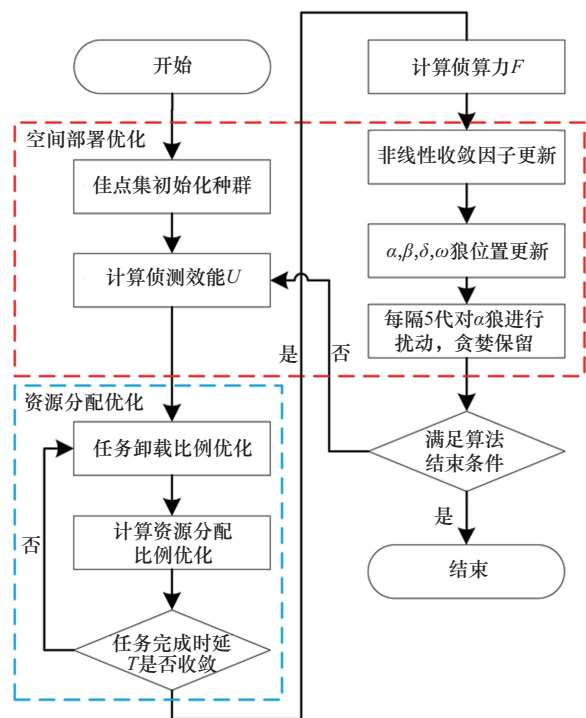 开始
空间部署优化
佳点集初始化种群
计算侦测效能U
资源分配优化
任务卸载比例优化
计算资源分配
比例优化
否
任务完成时延
T是否收敛
是
计算侦算力F
非线性收敛因子更新
α,β,δ,ω狼位置更新
每隔5代对α狼进行
扰动，贪婪保留
否
满足算法
结束条件
是
结束